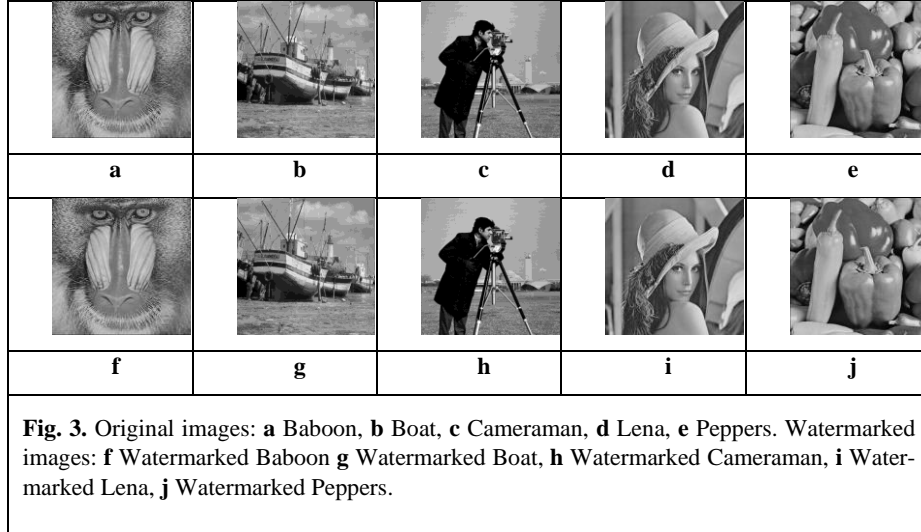 a b c d e
f g h i j
Fig. 3. Original images: a Baboon, b Boat, c Cameraman, d Lena, e Peppers. Watermarked
images: f Watermarked Baboon g Watermarked Boat, h Watermarked Cameraman, i Water-
marked Lena, j Watermarked Peppers.